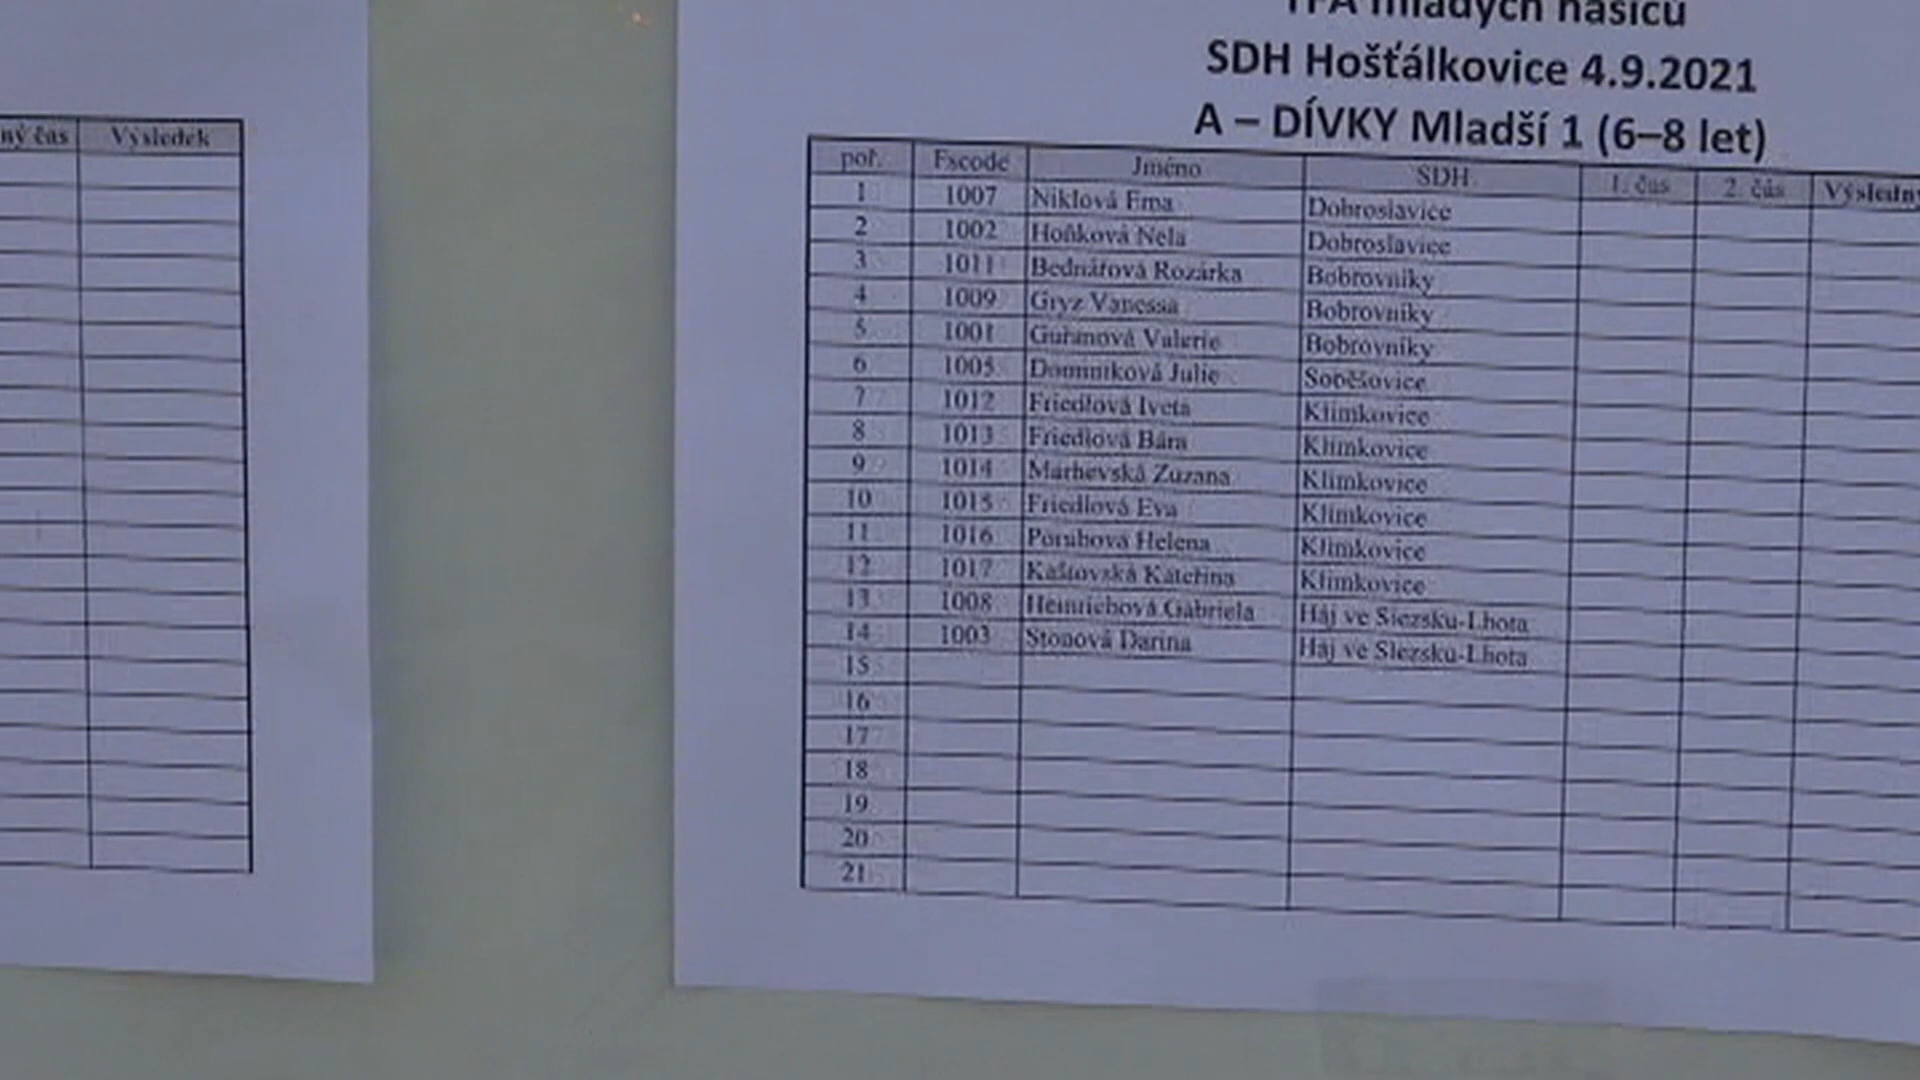 ný čas Výsledek
TFA mladých hasičů
SDH Hošťálkovice 4.9.2021
A – DÍVKY Mladší 1 (6–8 let)
poř. Fscode Jméno SDH 1. čas 2. čas Výsledný
1 1007 Niklová Ema Dobroslavice
2 1002 Hoňková Nela Dobroslavice
3 1011 Bednářová Rozárka Bobrovníky
4 1009 Gryz Vanessa Bobrovníky
5 1001 Valerie Bobrovníky
6 1005 Dominiková Julie Soběšovice
7 1012 Friedlová Iveta Klimkovice
8 1013 Friedlová Bára Klimkovice
9 1014 Marhevská Zuzana Klimkovice
10 1015 Friedlová Eva Klimkovice
11 1016 Porubová Helena Klimkovice
12 1017 Kaštovská Kateřina Klimkovice
13 1008 Heinrichová Gabriela Háj ve Slezsku-Lhota
14 1003 Stonová Darina Háj ve Slezsku-Lhota
15
16
17
18
19
20
21